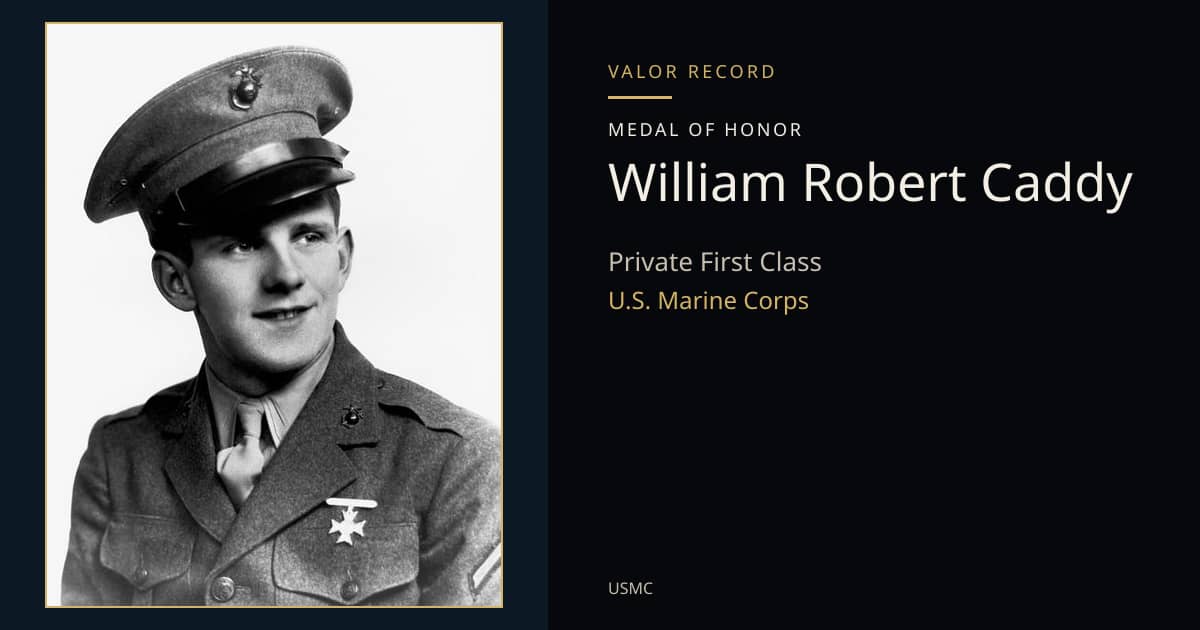 VALOR RECORD
MEDAL OF HONOR
William Robert Caddy
Private First Class
U.S. Marine Corps
USMC